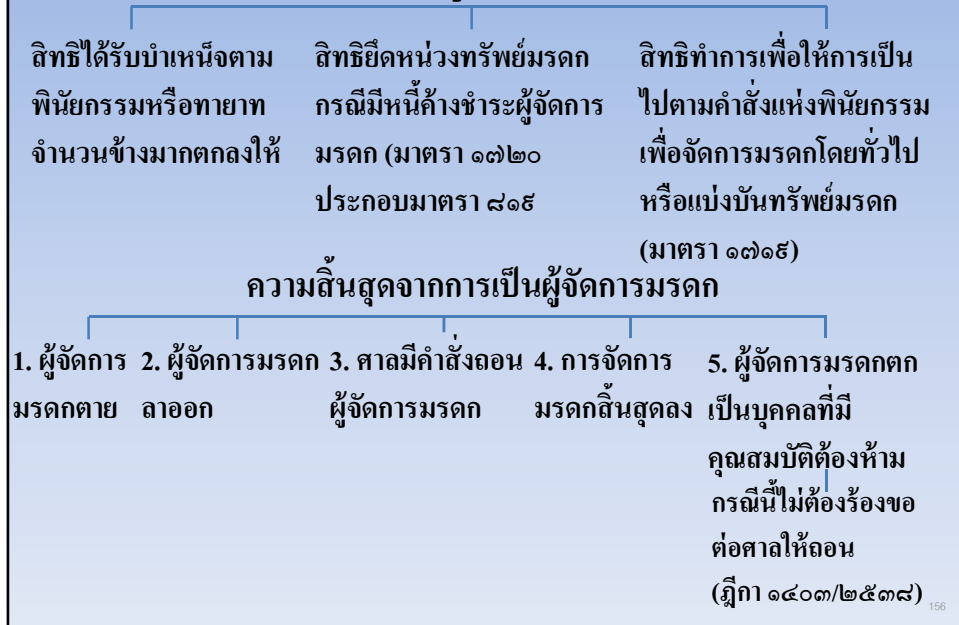 สิทธิได้รับบำเหน็จตาม
พินัยกรรมหรือทายาท
จำนวนข้างมากตกลงให้
สิทธิยึดหน่วงทรัพย์มรดก
กรณีมีหนี้ค้างชำระผู้จัดการ
มรดก (มาตรา ๑๗๒๐
ประกอบมาตรา ๘๑๙
สิทธิทำการเพื่อให้การเป็น
ไปตามคำสั่งแห่งพินัยกรรม
เพื่อจัดการมรดกโดยทั่วไป
หรือแบ่งบันทรัพย์มรดก
(มาตรา ๑๗๑๙)
ความสิ้นสุดจากการเป็นผู้จัดการมรดก
1. ผู้จัดการ
มรดกตาย
2. ผู้จัดการมรดก
ลาออก
3. ศาลมีคำสั่งถอน
ผู้จัดการมรดก
4. การจัดการ
มรดกสิ้นสุดลง
5. ผู้จัดการมรดกตก
เป็นบุคคลที่มี
คุณสมบัติต้องห้าม
กรณีนี้ไม่ต้องร้องขอ
ต่อศาลให้ถอน
(ฎีกา ๑๔๐๓/๒๕๓๘)
156